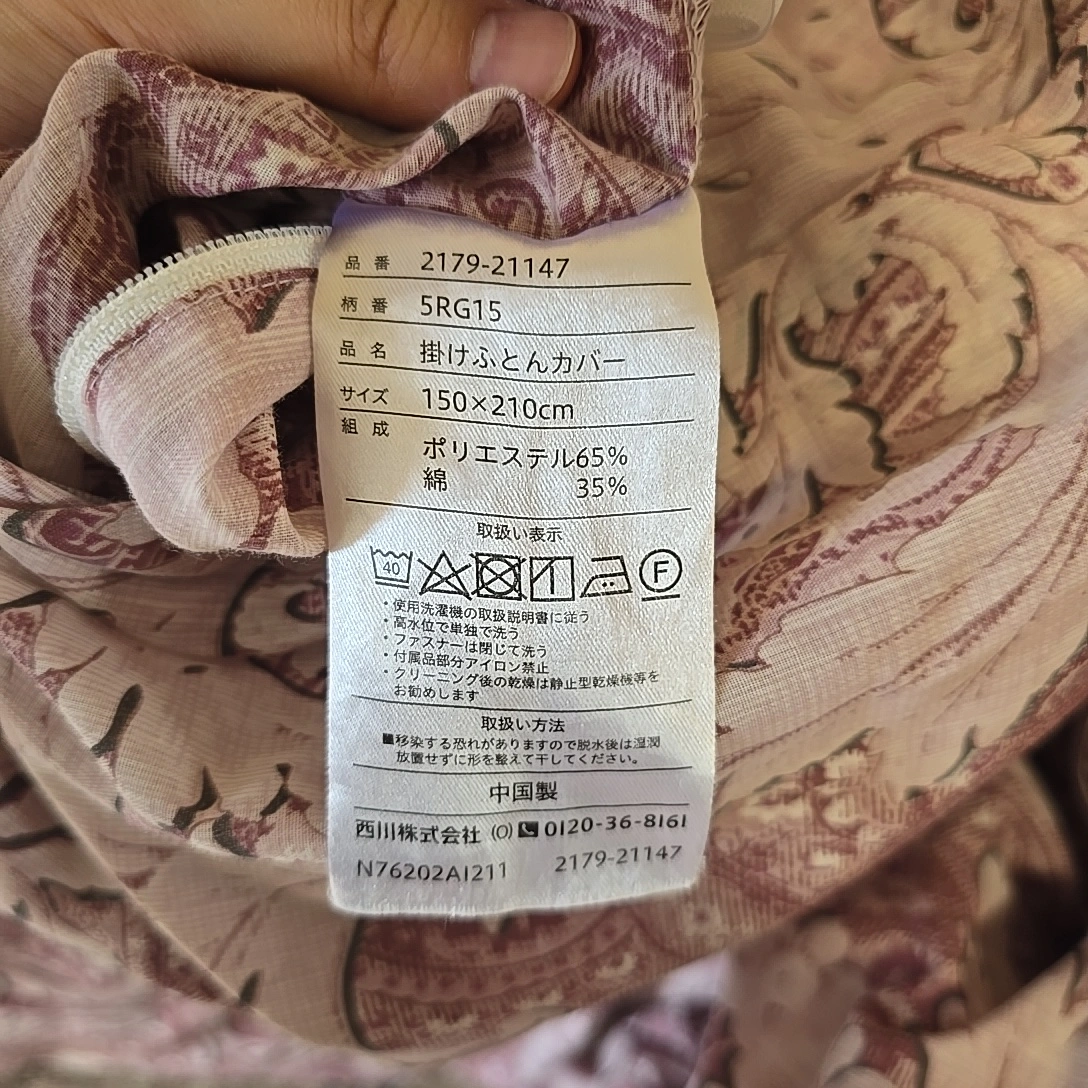 品番 2179-21147
柄番 5RG15
品名 掛けふとんカバー
サイズ 150×210cm
組成
ポリエステル65%
綿 35%
取扱い表示
40 F
・使用洗濯機の取扱説明書に従う
・高水位で単独で洗う
・ファスナーは閉じて洗う
・付属品部分アイロン禁止
・クリーニング後の乾燥は静止型乾燥機等を
お勧めします
取扱い方法
■移染する恐れがありますので脱水後は湿潤
放置せずに形を整えて干してください。
中国製
西川株式会社 (O) 0120-36-8161
N76202A1211 2179-21147